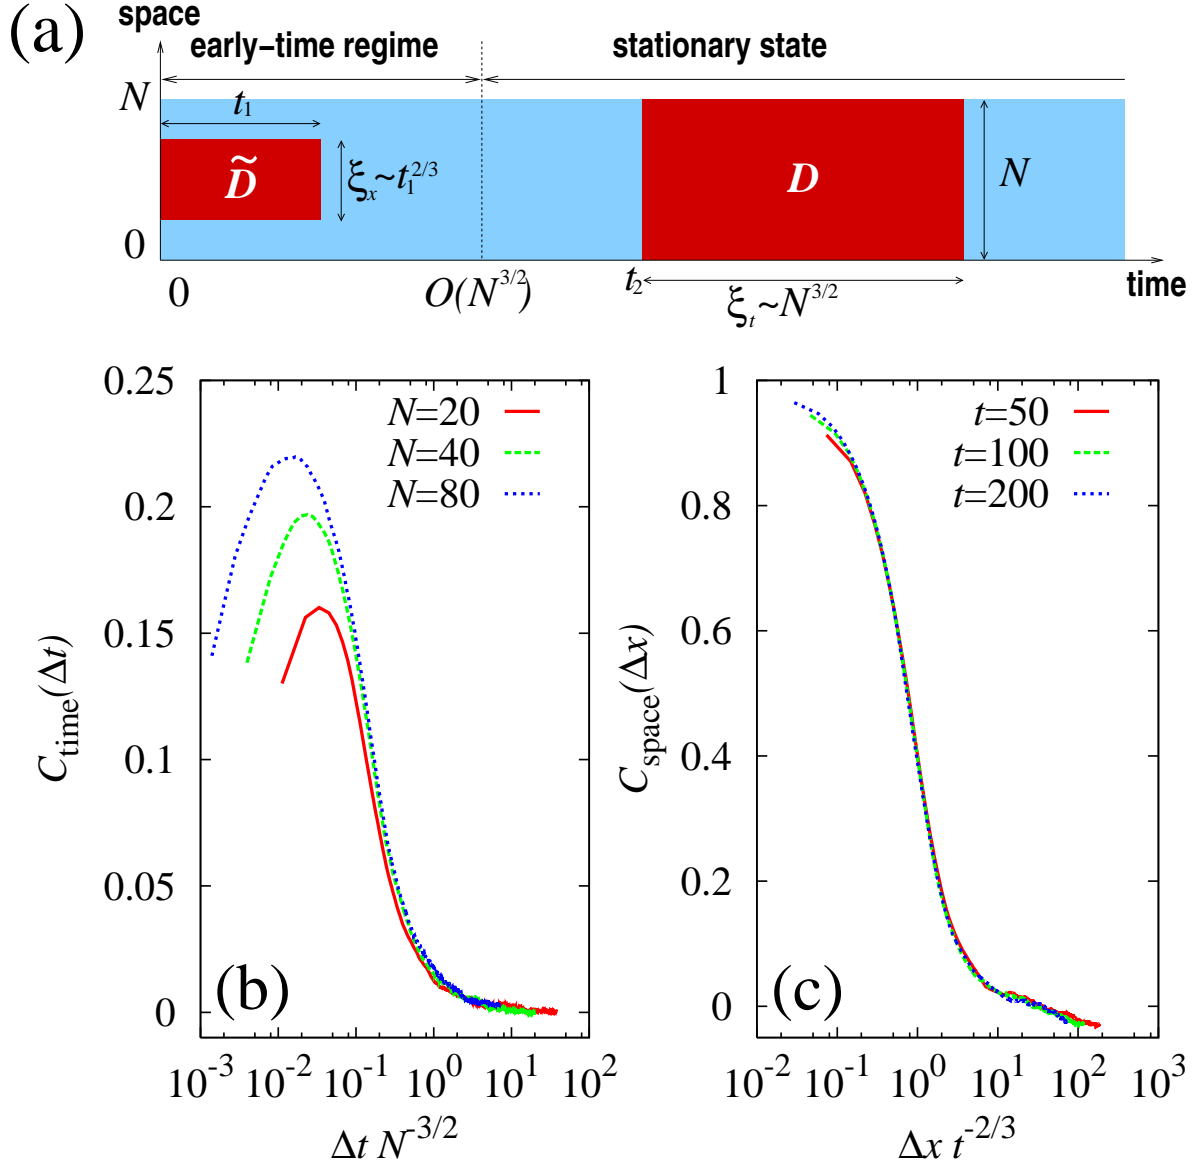 (a)
space
early-time regime
stationary state
N
t₁
D̃
ξₓ~t₁^{2/3}
D
N
0
0
O(N^{3/2})
t₂
ξₜ~N^{3/2}
time
0.25
0.2
0.15
0.1
0.05
0
C_time(Δt)
N=20
N=40
N=80
(b)
10^{-3} 10^{-2} 10^{-1} 10^{0} 10^{1} 10^{2}
Δt N^{-3/2}
1
0.8
0.6
0.4
0.2
0
C_space(Δx)
t=50
t=100
t=200
(c)
10^{-2} 10^{-1} 10^{0} 10^{1} 10^{2} 10^{3}
Δx t^{-2/3}